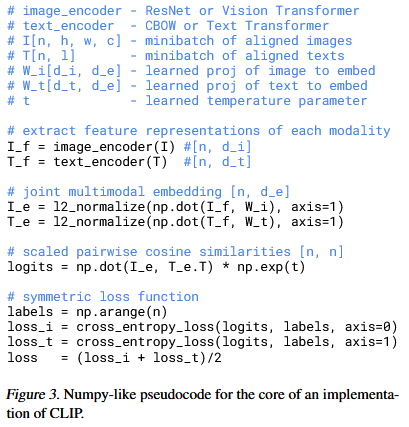 # image_encoder - ResNet or Vision Transformer
# text_encoder - CBOW or Text Transformer
# I[n, h, w, c] - minibatch of aligned images
# T[n, l] - minibatch of aligned texts
# W_i[d_i, d_e] - learned proj of image to embed
# W_t[d_t, d_e] - learned proj of text to embed
# t - learned temperature parameter
# extract feature representations of each modality
I_f = image_encoder(I) #[n, d_i]
T_f = text_encoder(T) #[n, d_t]
# joint multimodal embedding [n, d_e]
I_e = l2_normalize(np.dot(I_f, W_i), axis=1)
T_e = l2_normalize(np.dot(T_f, W_t), axis=1)
# scaled pairwise cosine similarities [n, n]
logits = np.dot(I_e, T_e.T) * np.exp(t)
# symmetric loss function
labels = np.arange(n)
loss_i = cross_entropy_loss(logits, labels, axis=0)
loss_t = cross_entropy_loss(logits, labels, axis=1)
loss = (loss_i + loss_t)/2
Figure 3. Numpy-like pseudocode for the core of an implementa-
tion of CLIP.